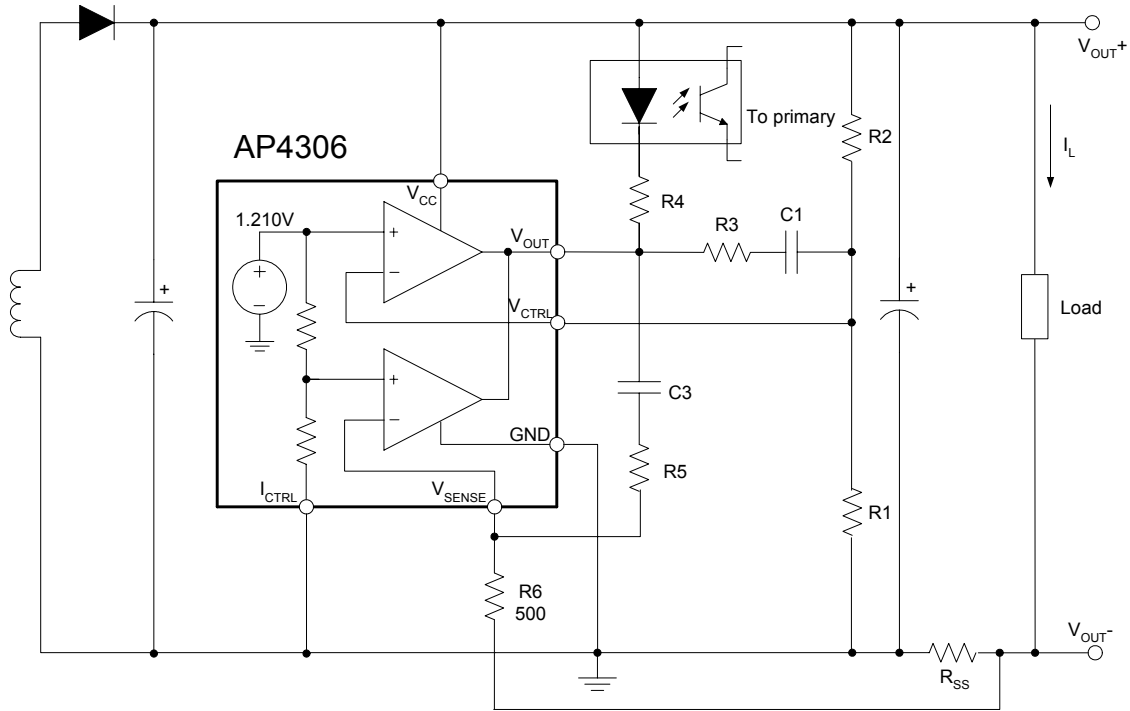 V_OUT+
To primary
I_L
R2
AP4306
V_CC
R4
1.210V
R3
C1
+
+
V_OUT
−
+
−
+
+
V_CTRL
Load
+
C3
−
GND
R5
I_CTRL
V_SENSE
R1
R6
500
V_OUT-
R_SS